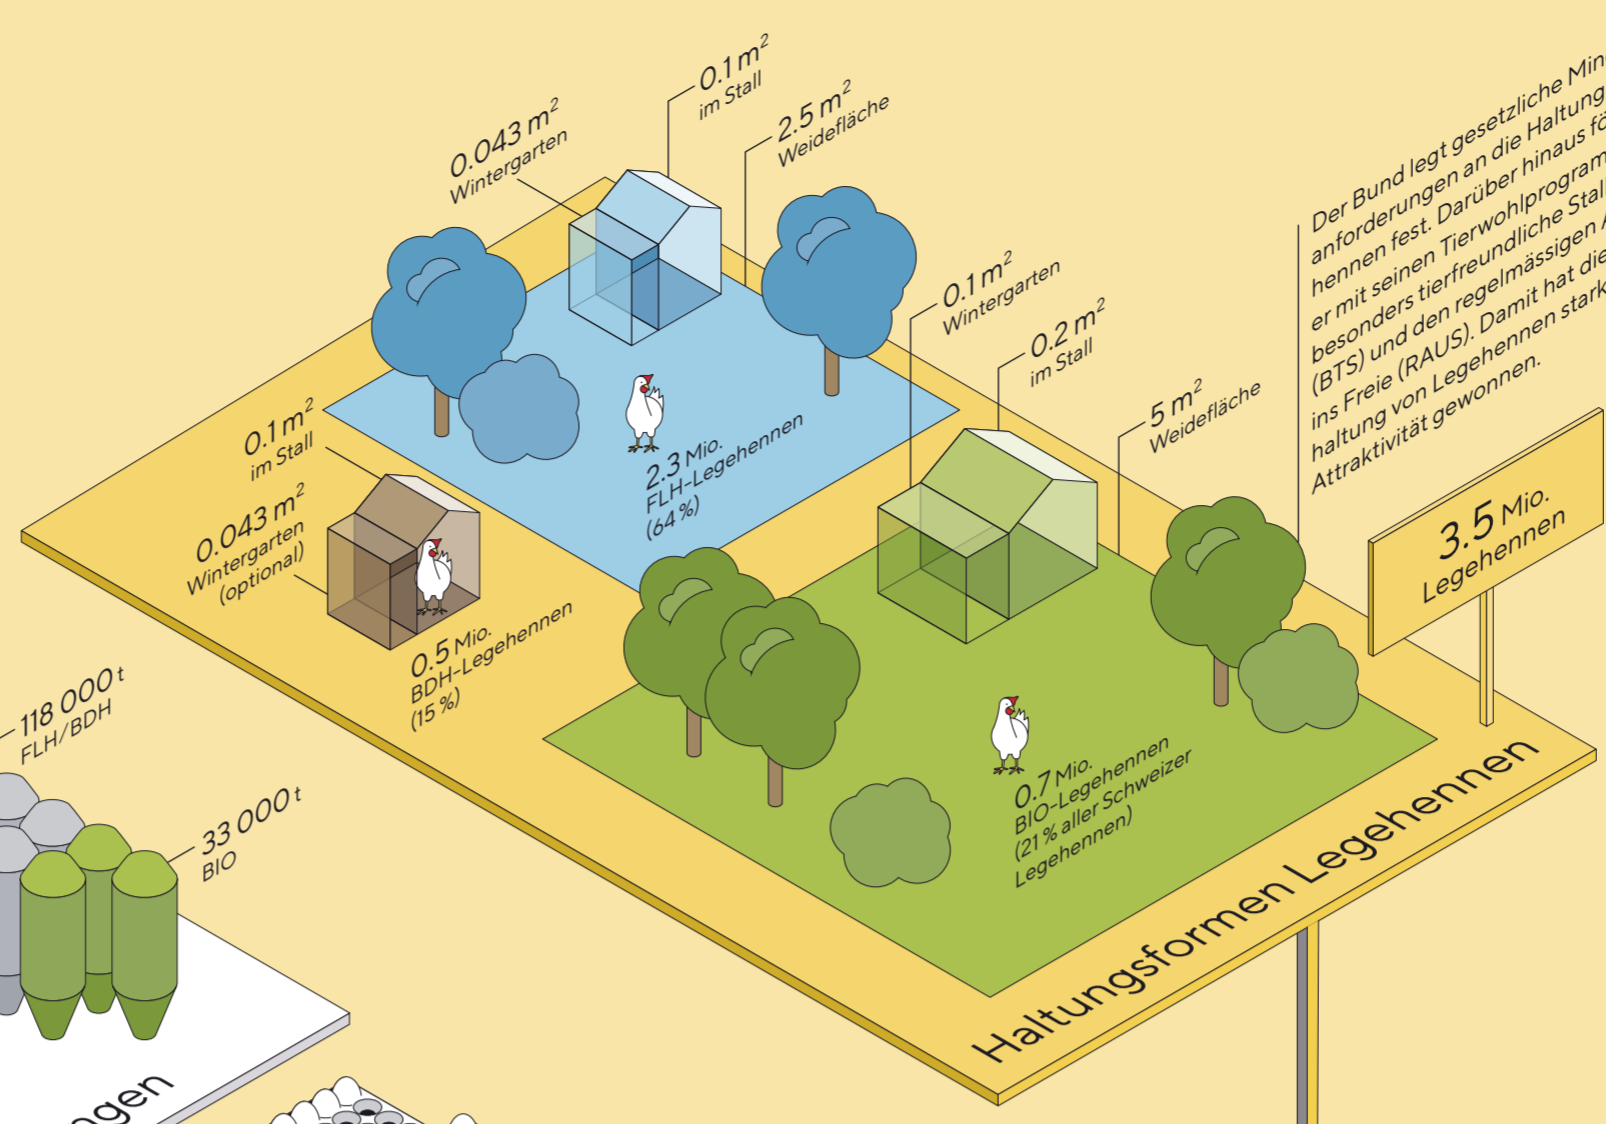 0.1 m²
im Stall
0.043 m²
Wintergarten
2.5 m²
Weidefläche
2.3 Mio.
FLH-Legehennen
(64 %)
0.1 m²
im Stall
0.043 m²
Wintergarten
(optional)
0.5 Mio.
BDH-Legehennen
(15 %)
0.1 m²
Wintergarten
0.2 m²
im Stall
5 m²
Weidefläche
0.7 Mio.
BIO-Legehennen
(21 % aller Schweizer
Legehennen)
Der Bund legt gesetzliche
anforderungen an die Haltung
hennen fest. Darüber hinaus
er mit seinen
besonders tierfreundliche
(BTS) und den regelmässigen
ins Freie (RAUS). Damit hat die
haltung von Legehennen stark
Attraktivität gewonnen.
3.5 Mio.
Legehennen
Haltungsformen Legehennen
118 000 t
FLH/BDH
33 000 t
BIO